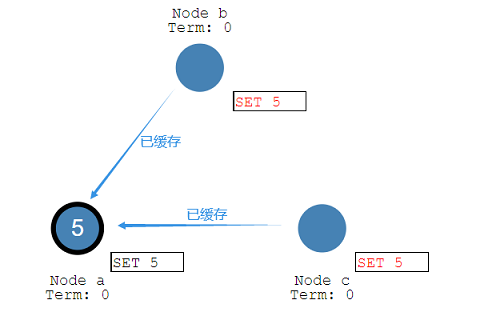 Node b
Term: 0
SET 5
已缓存
已缓存
5
SET 5
SET 5
Node a
Term: 0
Node c
Term: 0